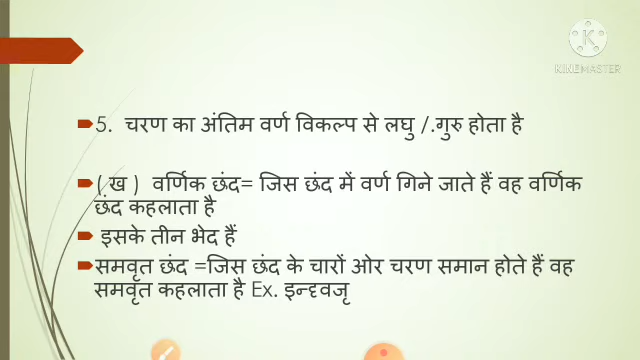 K
KINEMASTER
5. चरण का अंतिम वर्ण विकल्प से लघु /.गुरु होता है
( ख ) वर्णिक छंद= जिस छंद में वर्ण गिने जाते हैं वह वर्णिक
छंद कहलाता है
इसके तीन भेद हैं
समवृत छंद =जिस छंद के चारों ओर चरण समान होते हैं वह
समवृत कहलाता है Ex. इन्दृवजृ